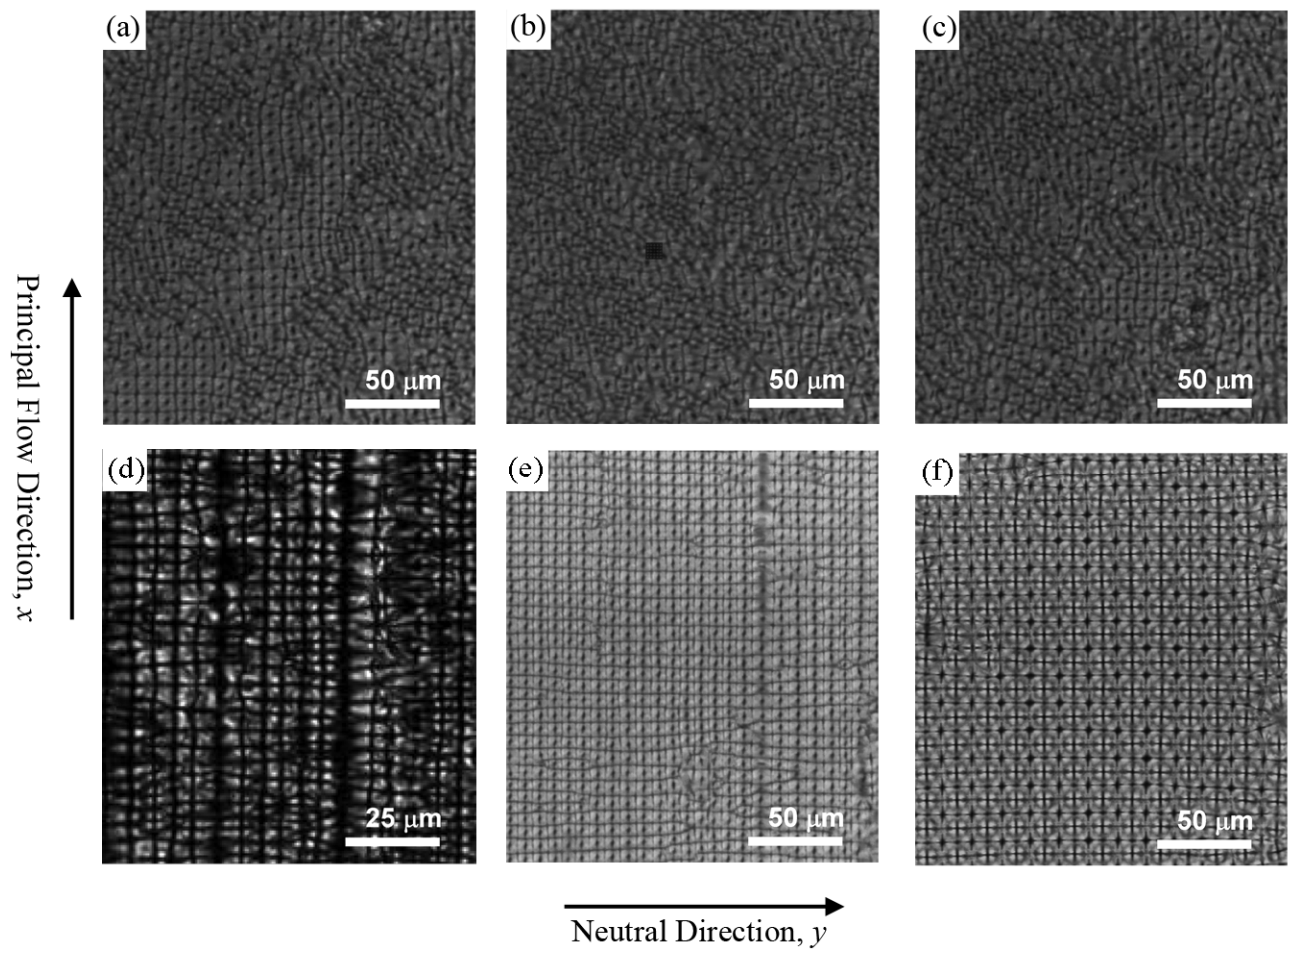 (a)
(b)
(c)
50 μm
50 μm
50 μm
Principal Flow Direction, x
(d)
(e)
(f)
25 μm
50 μm
50 μm
Neutral Direction, y